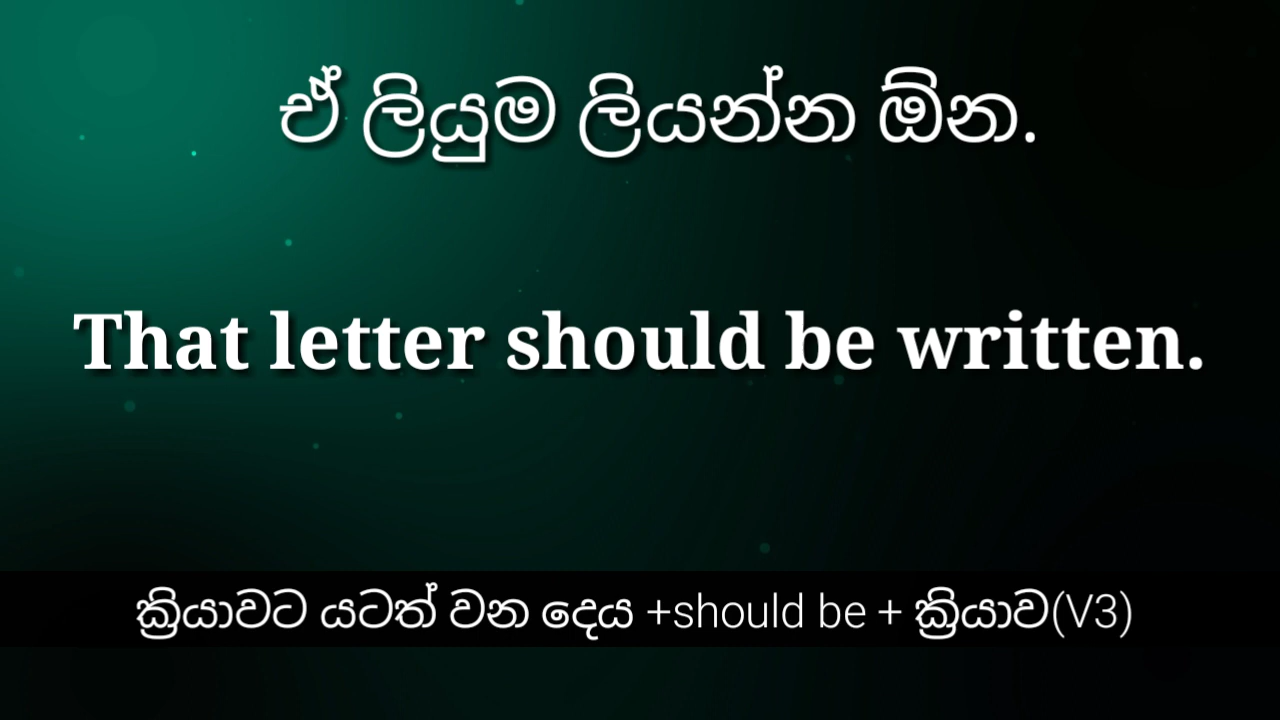 ඒ ලියුම ලියන්න ඕන.
That letter should be written.
ක්‍රියාවට යටත් වන දෙය +should be + ක්‍රියාව(V3)